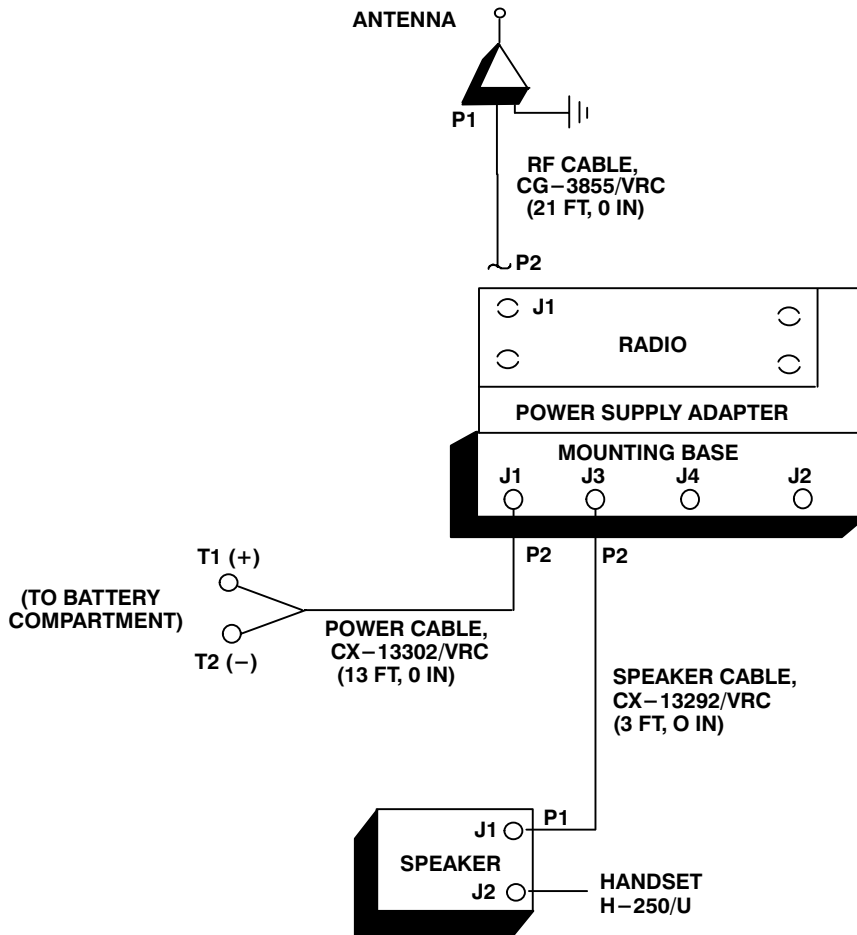 ANTENNA
P1
RF CABLE,
CG–3855/VRC
(21 FT, 0 IN)
P2
J1
RADIO
POWER SUPPLY ADAPTER
MOUNTING BASE
J1 J3 J4 J2
P2 P2
T1 (+)
(TO BATTERY
COMPARTMENT)
T2 (–)
POWER CABLE,
CX–13302/VRC
(13 FT, 0 IN)
SPEAKER CABLE,
CX–13292/VRC
(3 FT, O IN)
P1
J1
SPEAKER
J2
HANDSET
H–250/U